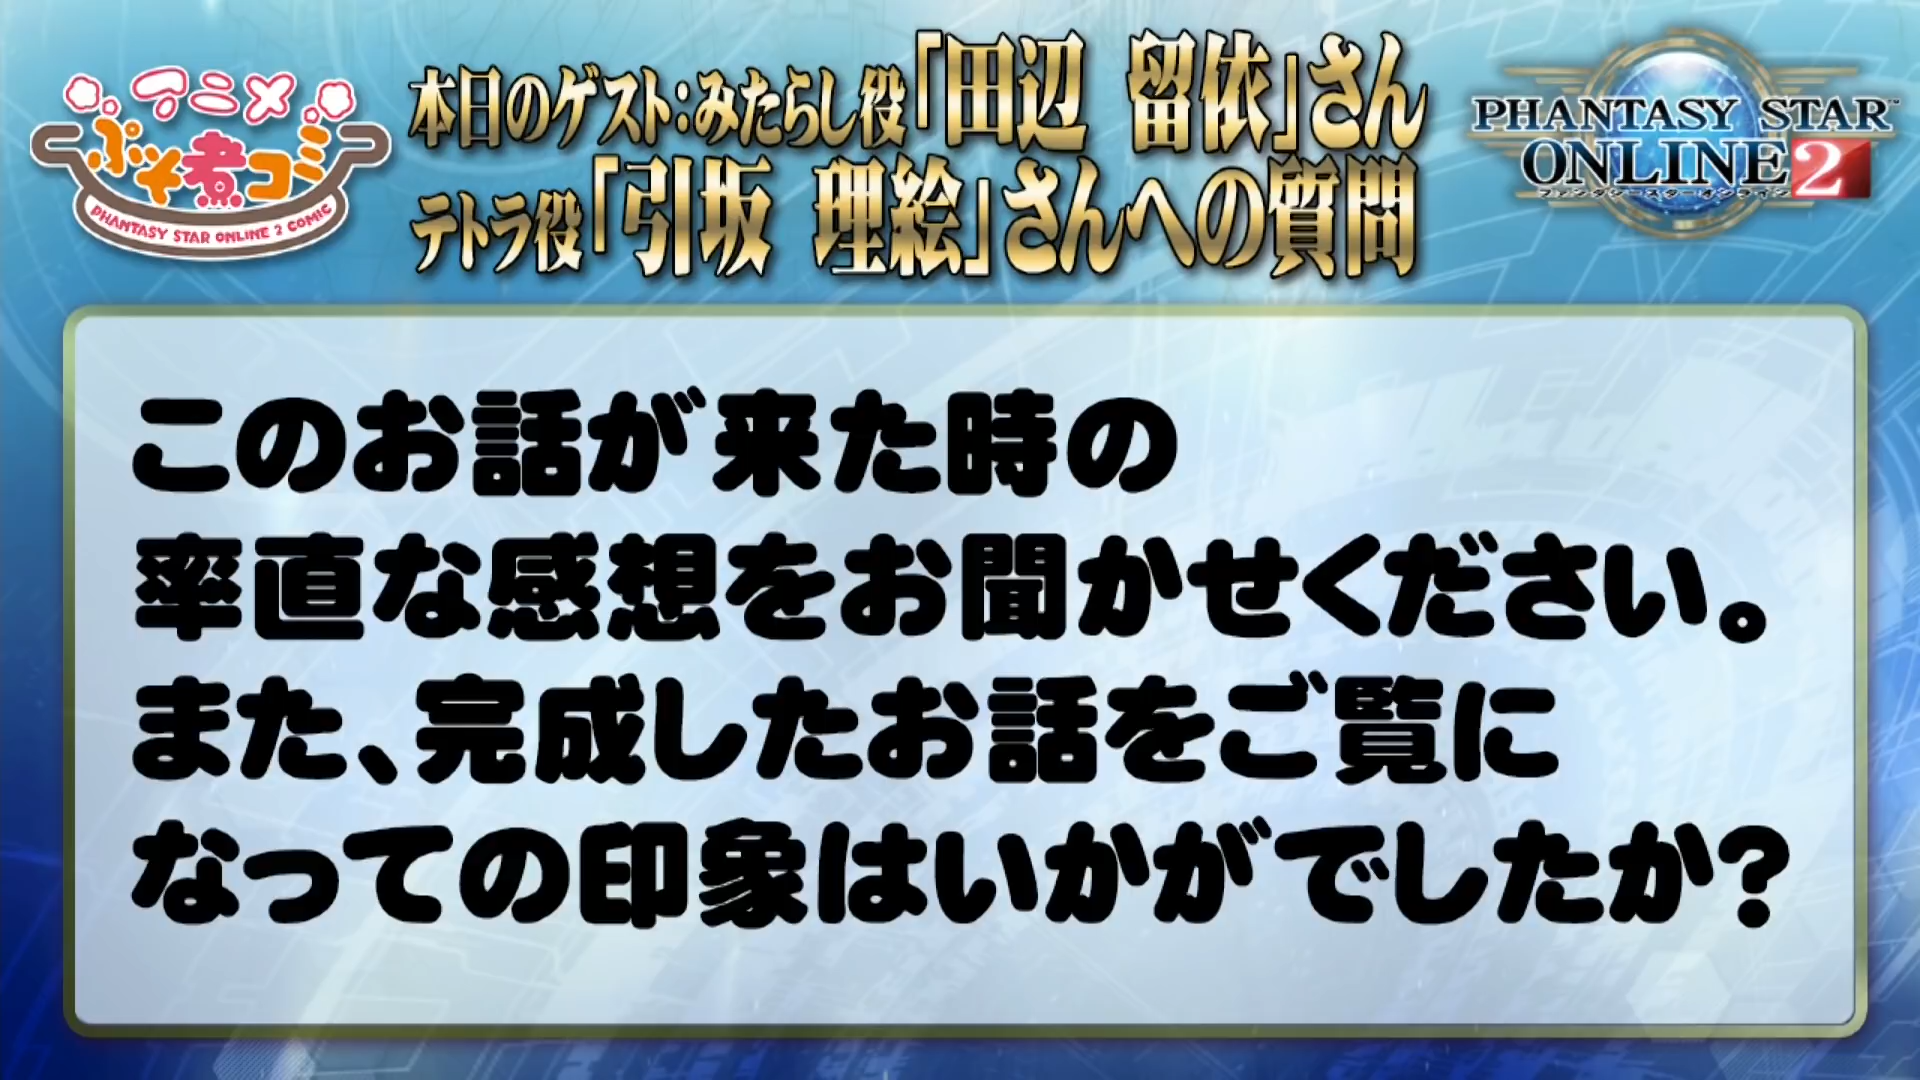 アニメ
ぷそ煮コミ
PHANTASY STAR ONLINE 2 COMIC
本日のゲスト:みたらし役「田辺 留依」さん
テトラ役「引坂 理絵」さんへの質問
PHANTASY STAR
ONLINE 2
ファンタシースターオンライン
このお話が来た時の
率直な感想をお聞かせください。
また、完成したお話をご覧に
なっての印象はいかがでしたか?